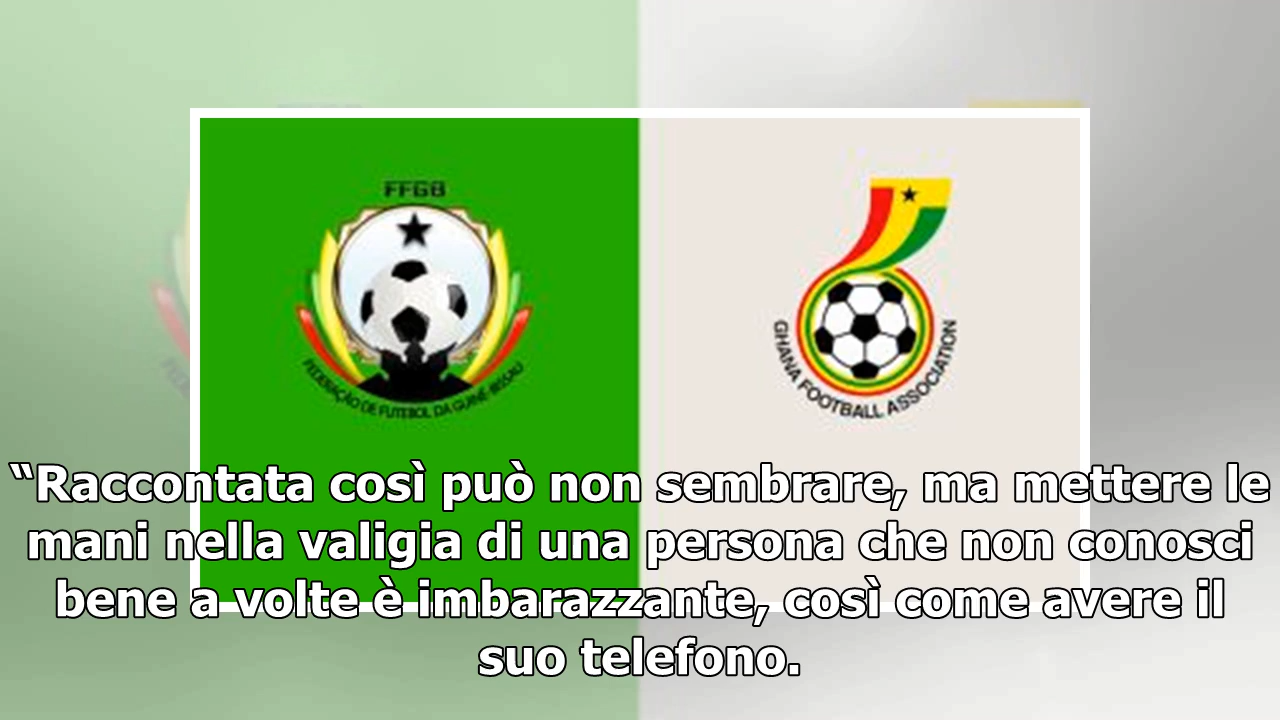 FFGB
FEDERAÇÃO DE FUTEBOL DA GUINÉ-BISSAU
GHANA FOOTBALL ASSOCIATION
“Raccontata così può non sembrare, ma mettere le
mani nella valigia di una persona che non conosci
bene a volte è imbarazzante, così come avere il
suo telefono.